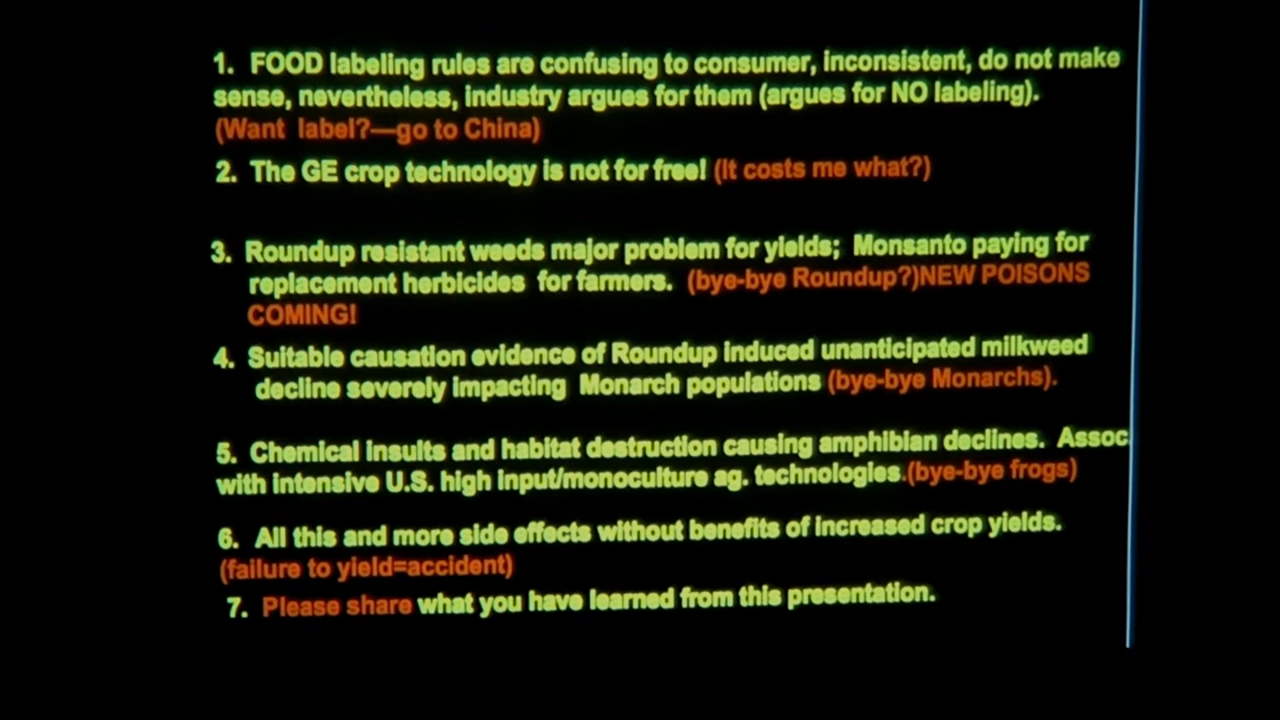 1. FOOD labeling rules are confusing to consumer, inconsistent, do not make
sense, nevertheless, industry argues for them (argues for NO labeling).
(Want label?—go to China)
2. The GE crop technology is not for free! (It costs me what?)
3. Roundup resistant weeds major problem for yields; Monsanto paying for
replacement herbicides for farmers. (bye-bye Roundup?)NEW POISONS
COMING!
4. Suitable causation evidence of Roundup induced unanticipated milkweed
decline severely impacting Monarch populations (bye-bye Monarchs).
5. Chemical insults and habitat destruction causing amphibian declines. Assoc
with intensive U.S. high input/monoculture ag. technologies.(bye-bye frogs)
6. All this and more side effects without benefits of increased crop yields.
(failure to yield=accident)
7. Please share what you have learned from this presentation.